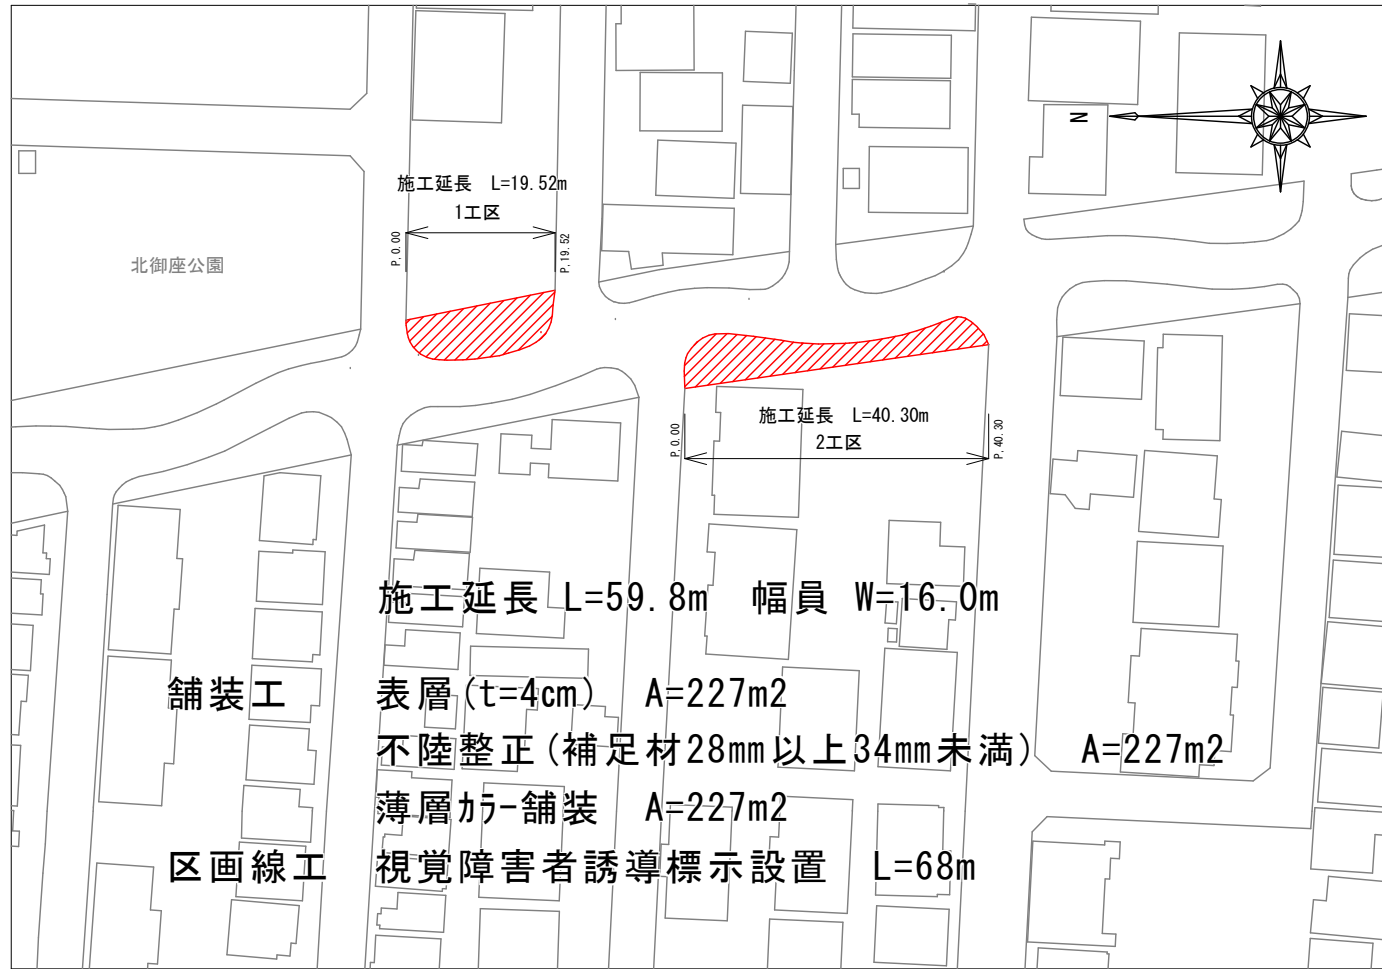 N
施工延長 L=19.52m
1工区
P.0.00
P.19.52
北御座公園
施工延長 L=40.30m
2工区
P.0.00
P.40.30
施工延長 L=59.8m 幅員 W=16.0m
舗装工 表層(t=4cm) A=227m2
不陸整正(補足材28mm以上34mm未満) A=227m2
薄層ｶﾗｰ舗装 A=227m2
区画線工 視覚障害者誘導標示設置 L=68m